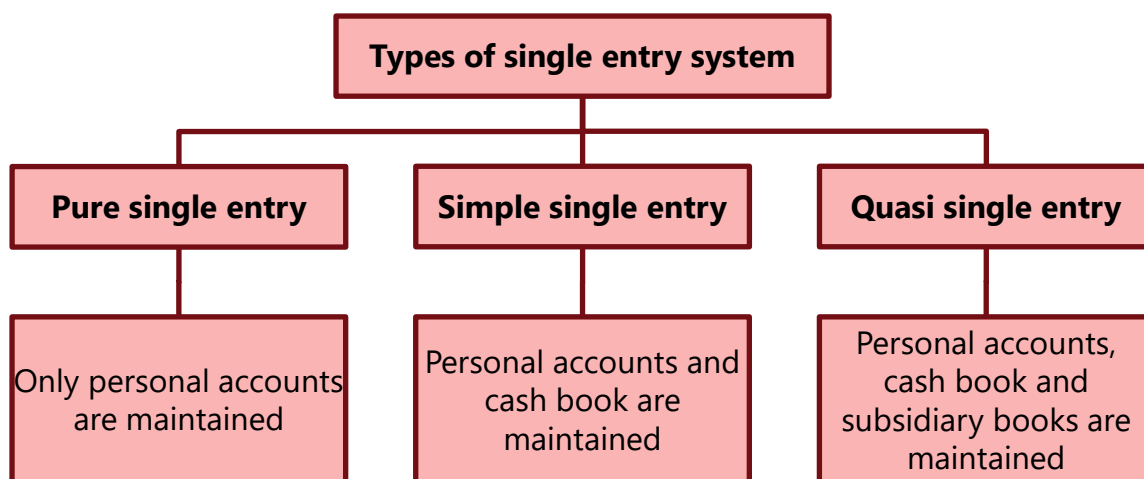 Types of single entry system
Pure single entry
Simple single entry
Quasi single entry
Only personal accounts
are maintained
Personal accounts and
cash book are
maintained
Personal accounts,
cash book and
subsidiary books are
maintained